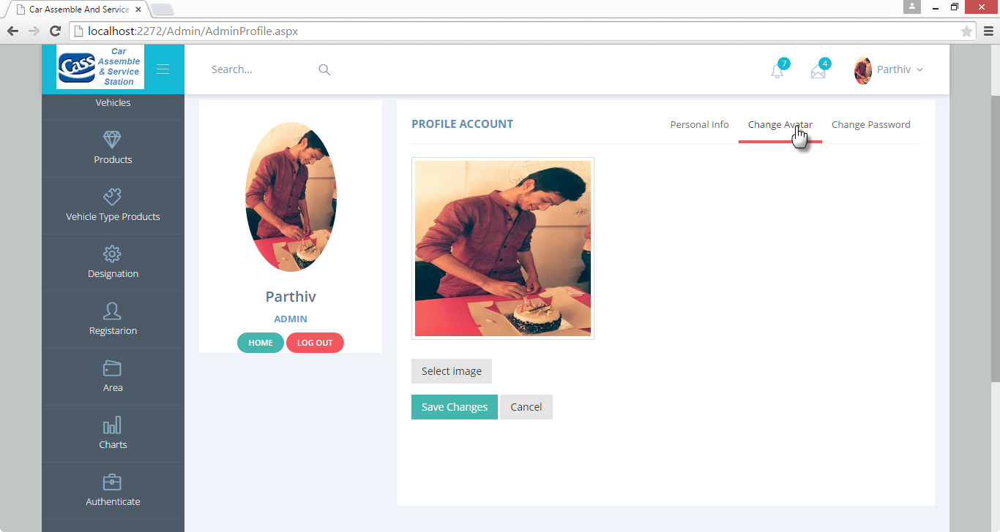 Car Assemble And Service
localhost:2272/Admin/AdminProfile.aspx
Cass
Car
Assemble
& Service
Station
Search...
7
4
Parthiv
Vehicles
Products
Vehicle Type Products
Designation
Registarion
Area
Charts
Authenticate
Parthiv
ADMIN
HOME
LOG OUT
PROFILE ACCOUNT
Personal Info
Change Avatar
Change Password
Select image
Save Changes
Cancel